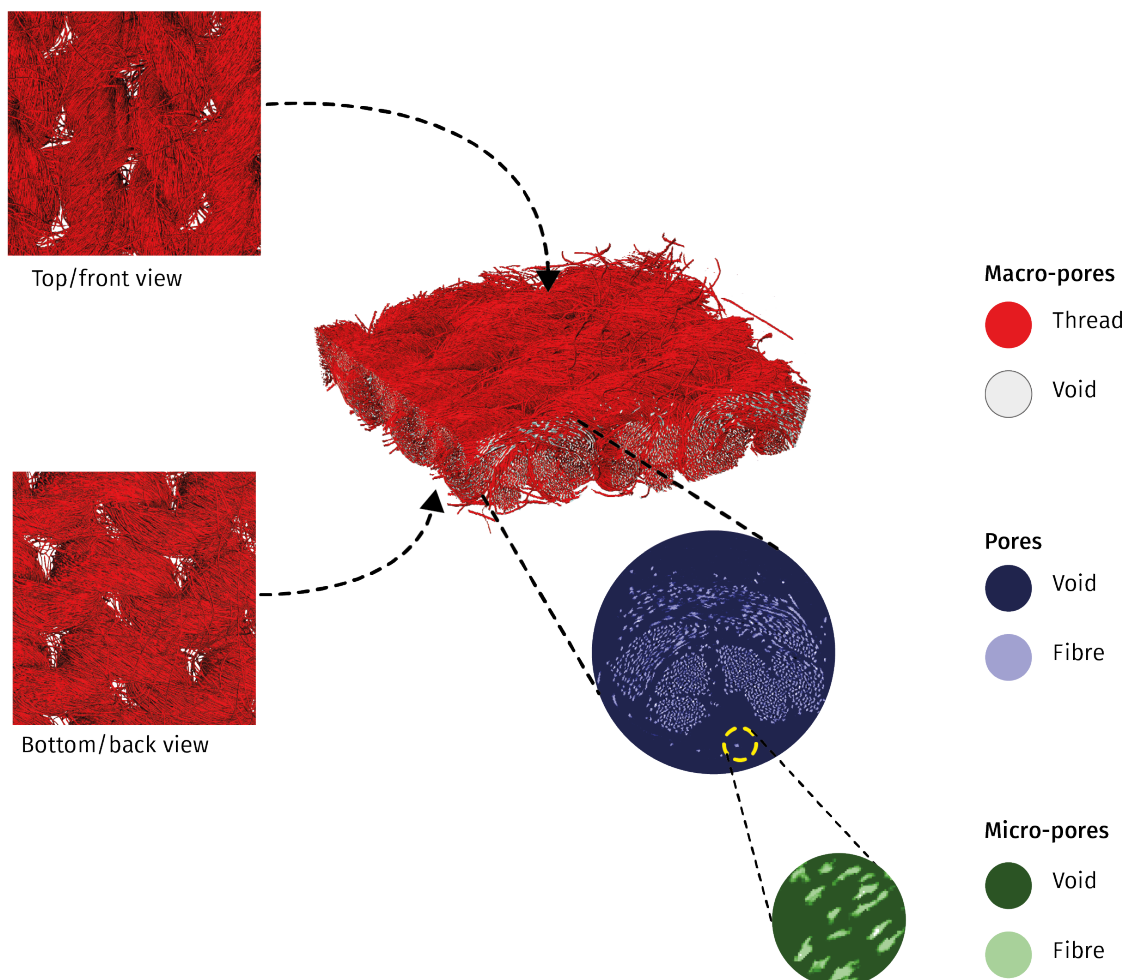 Top/front view
Macro-pores
Thread
Void
Bottom/back view
Pores
Void
Fibre
Micro-pores
Void
Fibre